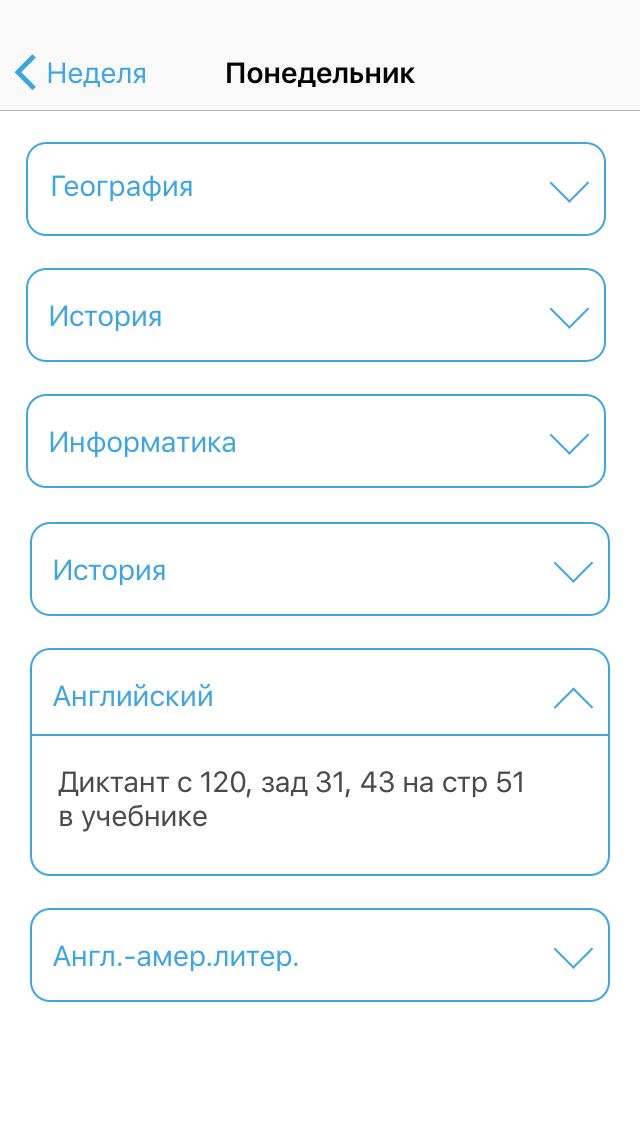 Неделя
Понедельник
География
История
Информатика
История
Английский
Диктант с 120, зад 31, 43 на стр 51
в учебнике
Англ.-амер.литер.